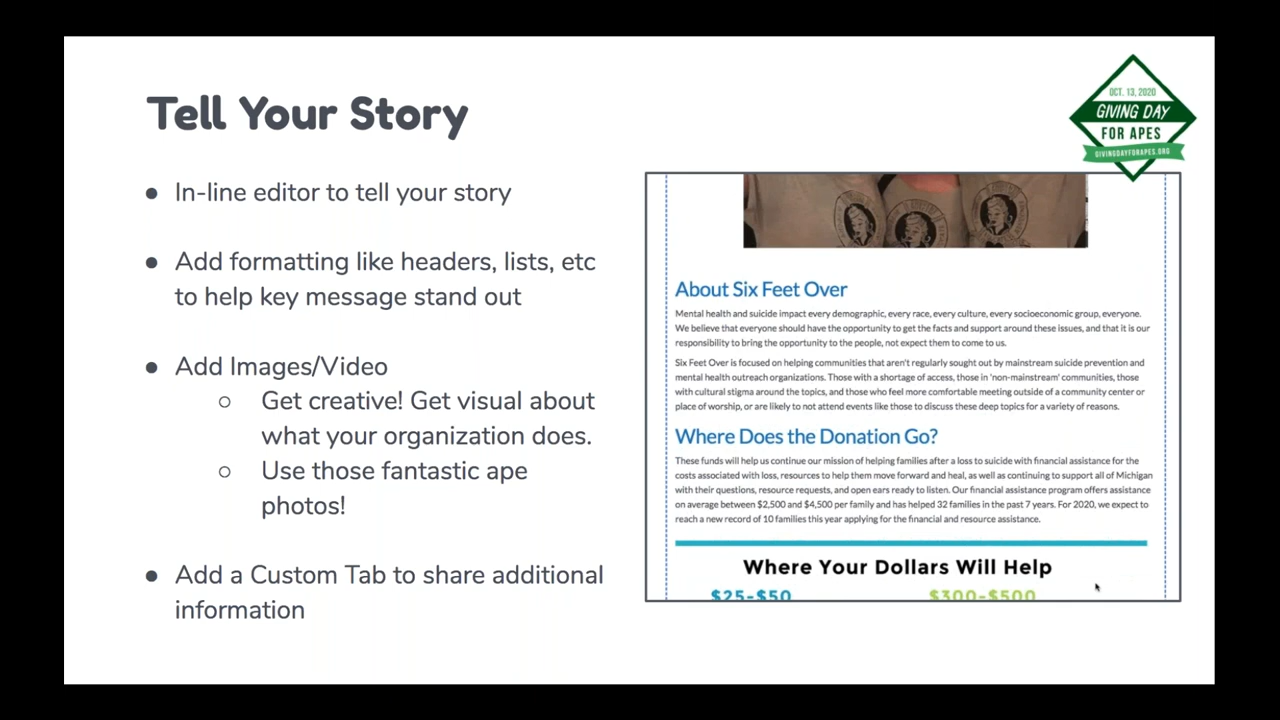 Tell Your Story
OCT. 13, 2020
GIVING DAY
FOR APES
GIVINGDAYFORAPES.ORG
● In-line editor to tell your story
● Add formatting like headers, lists, etc
to help key message stand out
● Add Images/Video
○ Get creative! Get visual about
what your organization does.
○ Use those fantastic ape
photos!
● Add a Custom Tab to share additional
information
About Six Feet Over
Mental health and suicide impact every demographic, every race, every culture, every socioeconomic group, everyone.
We believe that everyone should have the opportunity to get the facts and support around these issues, and that it is our
responsibility to bring the opportunity to the people, not expect them to come to us.
Six Feet Over is focused on helping communities that aren't regularly sought out by mainstream suicide prevention and
mental health outreach organizations. Those with a shortage of access, those in 'non-mainstream' communities, those
with cultural stigma around the topics, and those who feel more comfortable meeting outside of a community center or
place of worship, or are likely to not attend events like those to discuss these deep topics for a variety of reasons.
Where Does the Donation Go?
These funds will help us continue our mission of helping families after a loss to suicide with financial assistance for the
costs associated with loss, resources to help them move forward and heal, as well as continuing to support all of Michigan
with their questions, resource requests, and open ears ready to listen. Our financial assistance program offers assistance
on average between $2,500 and $4,500 per family and has helped 32 families in the past 7 years. For 2020, we expect to
reach a new record of 10 families this year applying for the financial and resource assistance.
Where Your Dollars Will Help
$25-$50 $300-$500